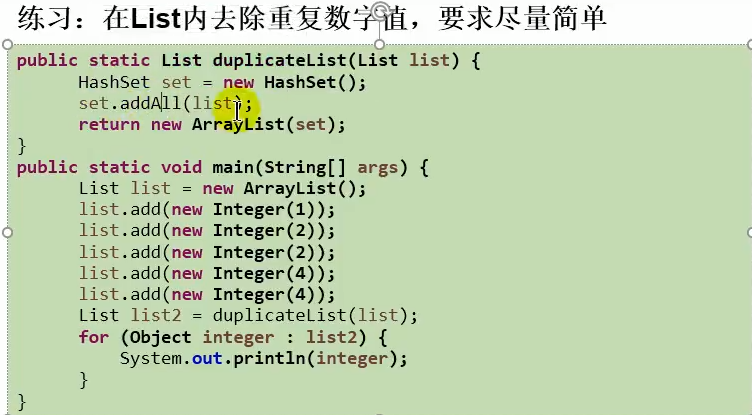 练习：在List内去除重复数字值，要求尽量简单
public static List duplicateList(List list) {
HashSet set = new HashSet();
set.addAll(list);
return new ArrayList(set);
}
public static void main(String[] args) {
List list = new ArrayList();
list.add(new Integer(1));
list.add(new Integer(2));
list.add(new Integer(2));
list.add(new Integer(4));
list.add(new Integer(4));
List list2 = duplicateList(list);
for (Object integer : list2) {
System.out.println(integer);
}
}